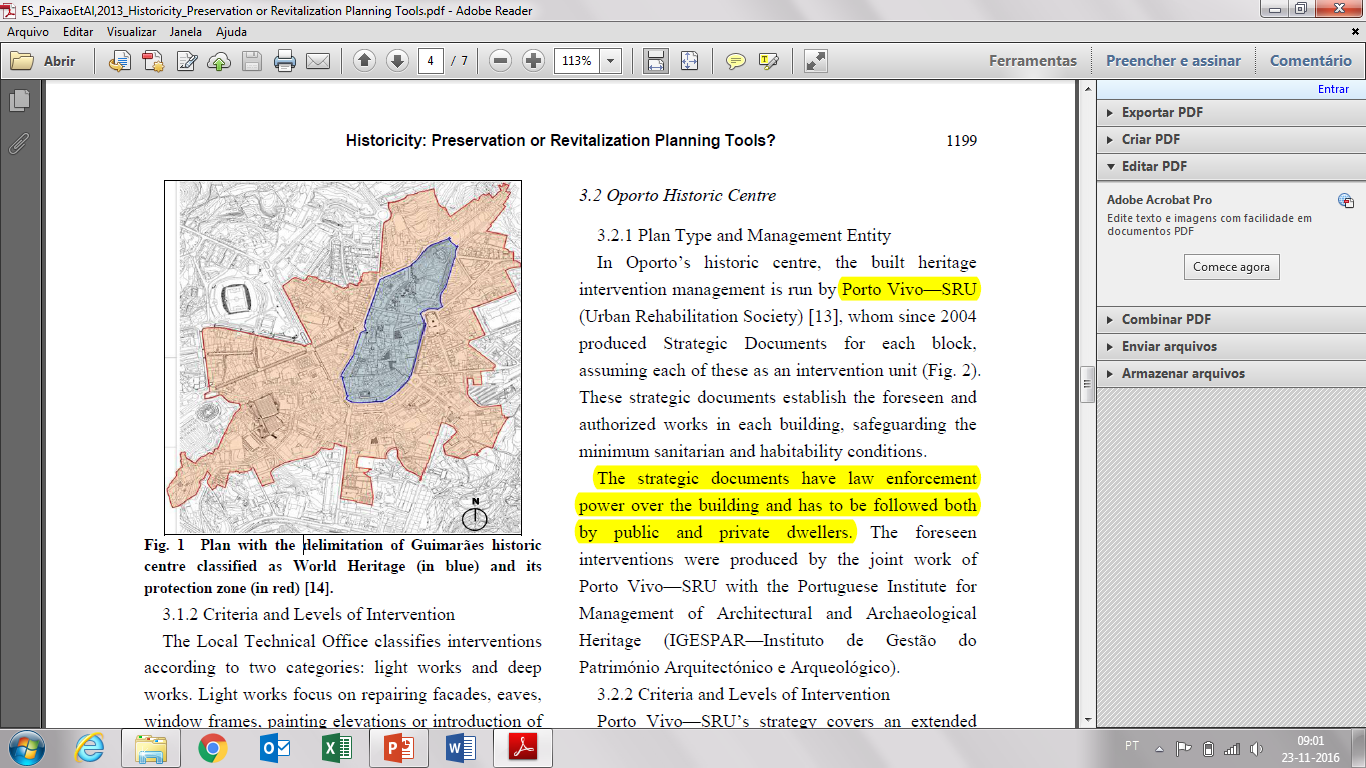 ES_PaixaoEtAl,2013_Historicity_Preservation or Revitalization Planning Tools.pdf - Adobe Reader
Arquivo Editar Visualizar Janela Ajuda
Abrir
4 / 7
113%
Ferramentas
Preencher e assinar
Comentário
Historicity: Preservation or Revitalization Planning Tools?
1199
N
Fig. 1 Plan with the delimitation of Guimarães historic
centre classified as World Heritage (in blue) and its
protection zone (in red) [14].
3.1.2 Criteria and Levels of Intervention
The Local Technical Office classifies interventions
according to two categories: light works and deep
works. Light works focus on repairing facades, eaves,
window frames, painting elevations or introduction of
3.2 Oporto Historic Centre
3.2.1 Plan Type and Management Entity
In Oporto’s historic centre, the built heritage
intervention management is run by Porto Vivo—SRU
(Urban Rehabilitation Society) [13], whom since 2004
produced Strategic Documents for each block,
assuming each of these as an intervention unit (Fig. 2).
These strategic documents establish the foreseen and
authorized works in each building, safeguarding the
minimum sanitarian and habitability conditions.
The strategic documents have law enforcement
power over the building and has to be followed both
by public and private dwellers. The foreseen
interventions were produced by the joint work of
Porto Vivo—SRU with the Portuguese Institute for
Management of Architectural and Archaeological
Heritage (IGESPAR—Instituto de Gestão do
Património Arquitectónico e Arqueológico).
3.2.2 Criteria and Levels of Intervention
Porto Vivo—SRU’s strategy covers an extended
Entrar
Exportar PDF
Criar PDF
Editar PDF
Adobe Acrobat Pro
Edite texto e imagens com facilidade em
documentos PDF
Comece agora
Combinar PDF
Enviar arquivos
Armazenar arquivos
PT
09:01
23-11-2016